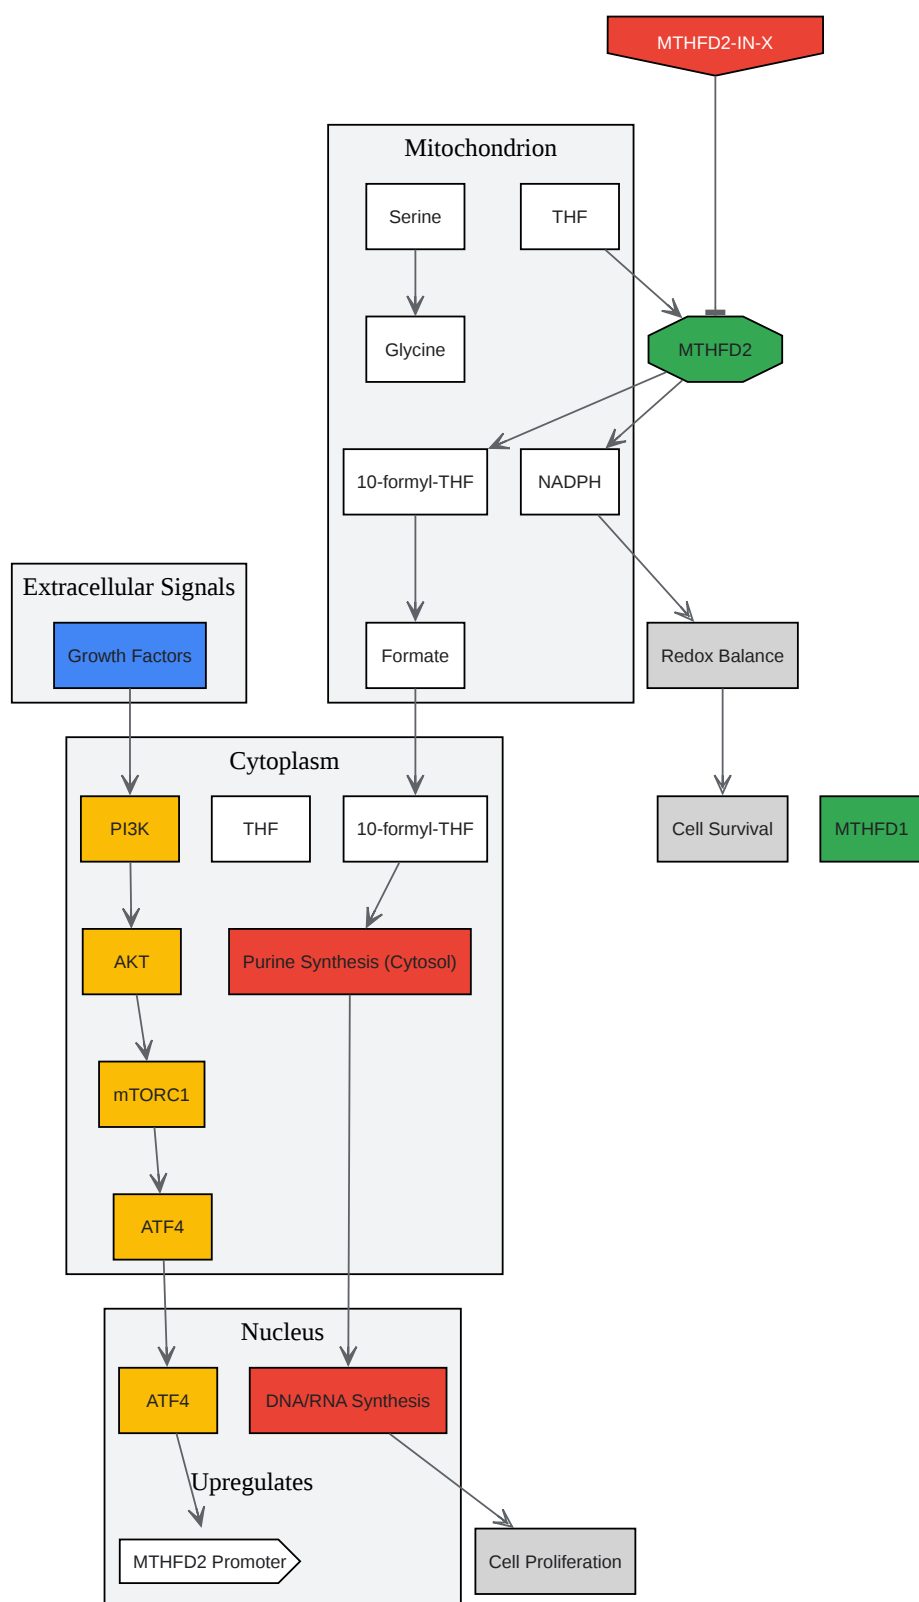 MTHFD2-IN-X
Mitochondrion
Serine
THF
Glycine
MTHFD2
10-formyl-THF
NADPH
Extracellular Signals
Growth Factors
Formate
Redox Balance
Cytoplasm
PI3K
THF
10-formyl-THF
Cell Survival
MTHFD1
AKT
Purine Synthesis (Cytosol)
mTORC1
ATF4
Nucleus
ATF4
DNA/RNA Synthesis
Upregulates
MTHFD2 Promoter
Cell Proliferation